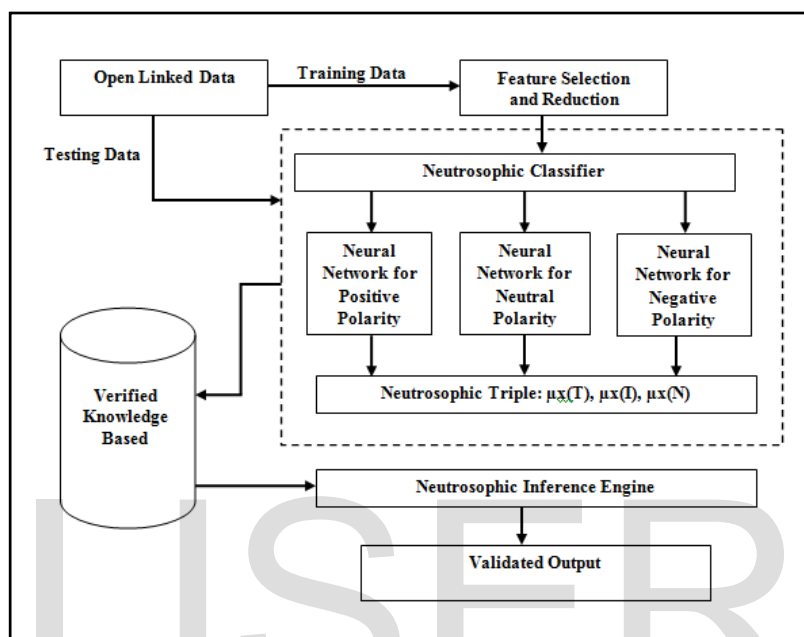 Open Linked Data
Training Data
Feature Selection
and Reduction
Testing Data
Neutrosophic Classifier
Neural
Network for
Positive
Polarity
Neural
Network for
Neutral
Polarity
Neural
Network for
Negative
Polarity
Neutrosophic Triple: µx(T), µx(I), µx(N)
Verified
Knowledge
Based
Neutrosophic Inference Engine
Validated Output
IJSER